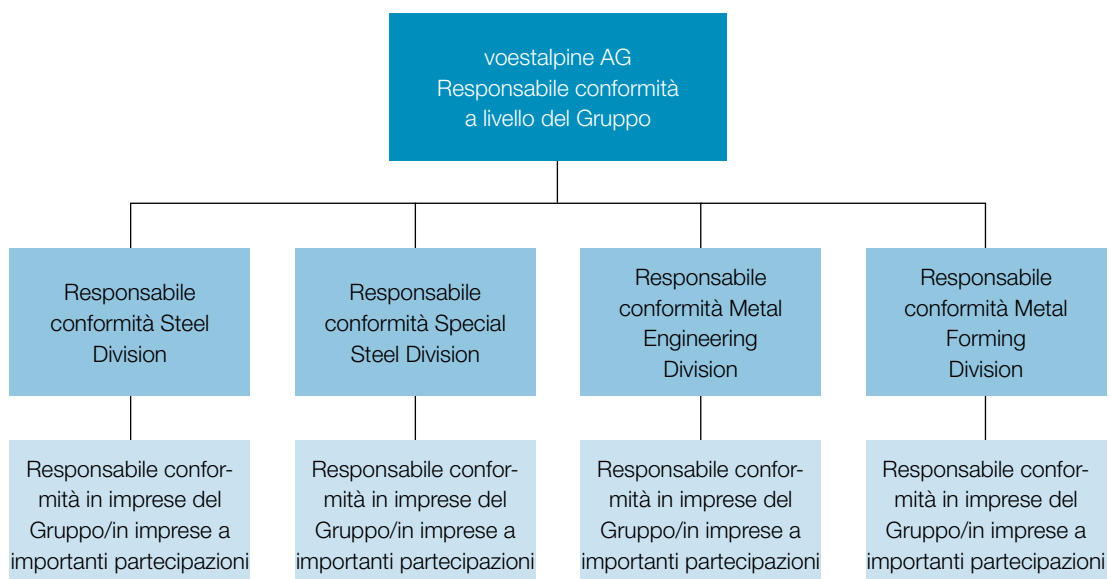 voestalpine AG
Responsabile conformità
a livello del Gruppo
Responsabile
conformità Steel
Division
Responsabile
conformità Special
Steel Division
Responsabile
conformità Metal
Engineering
Division
Responsabile
conformità Metal
Forming
Division
Responsabile confor-
mità in imprese del
Gruppo/in imprese a
importanti partecipazioni
Responsabile confor-
mità in imprese del
Gruppo/in imprese a
importanti partecipazioni
Responsabile confor-
mità in imprese del
Gruppo/in imprese a
importanti partecipazioni
Responsabile confor-
mità in imprese del
Gruppo/in imprese a
importanti partecipazioni